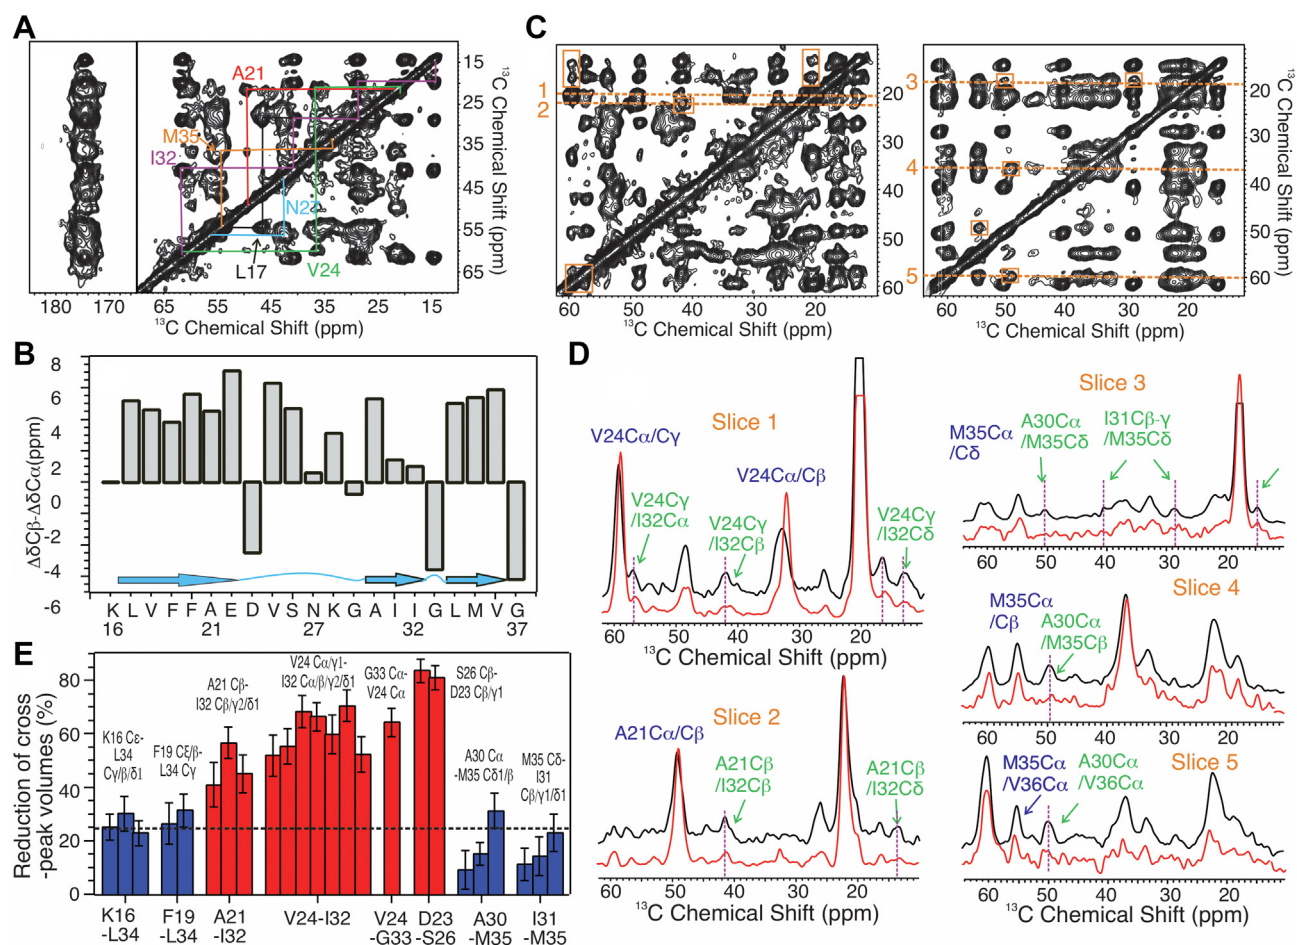 A
A21
M35
I32
N27
L17
V24
15
25
35
45
55
65
13C Chemical Shift (ppm)
180
170
65
55
45
35
25
15
13C Chemical Shift (ppm)
C
1
2
20
30
40
50
60
60
50
40
30
20
13C Chemical Shift (ppm)
3
4
5
20
30
40
50
60
13C Chemical Shift (ppm)
60
50
40
30
20
13C Chemical Shift (ppm)
B
8
6
4
2
0
-2
-4
-6
ΔδCβ-ΔδCα(ppm)
K L V F F A E D V S N K G A I I G L M V G
16
21
27
32
37
D
Slice 1
V24Cα/Cγ
V24Cα/Cβ
V24Cγ
/I32Cα
V24Cγ
/I32Cβ
V24Cγ
/I32Cδ
60
50
40
30
20
13C Chemical Shift (ppm)
Slice 2
A21Cα/Cβ
A21Cβ
/I32Cβ
A21Cβ
/I32Cδ
60
50
40
30
20
13C Chemical Shift (ppm)
Slice 3
M35Cα
/Cδ
A30Cα
/M35Cδ
I31Cβ-γ
/M35Cδ
60
50
40
30
20
Slice 4
M35Cα
/Cβ
A30Cα
/M35Cβ
60
50
40
30
20
Slice 5
M35Cα
/V36Cα
A30Cα
/V36Cα
60
50
40
30
20
13C Chemical Shift (ppm)
E
Reduction of cross
-peak volumes (%)
80
60
40
20
0
K16 Cε-
L34
Cγ/β/δ1
F19 Cξ/β-
L34 Cγ
A21 Cβ-
I32 Cβ/γ2/δ1
V24 Cα/γ1-
I32 Cα/β/γ2/δ1
G33 Cα-
V24 Cα
S26 Cβ-
D23 Cβ/γ1
A30 Cα
-M35 Cδ1/β
M35 Cδ-
I31
Cβ/γ1/δ1
K16
-L34
F19
-L34
A21
-I32
V24-I32
V24
-G33
D23
-S26
A30
-M35
I31
-M35